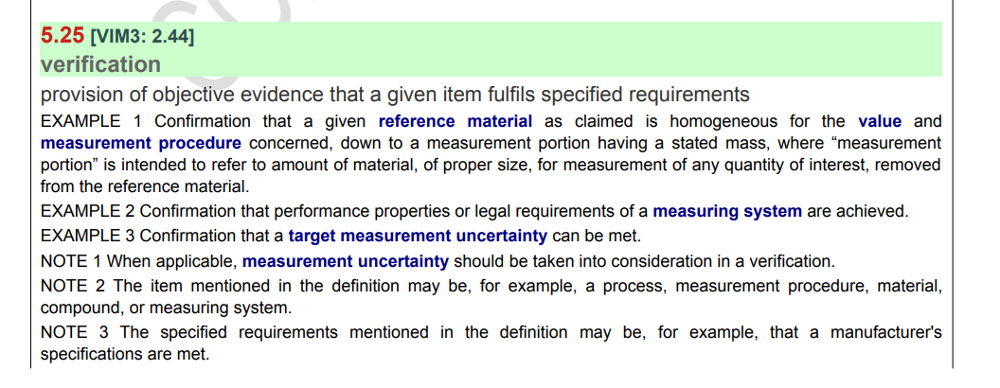 5.25 [VIM3: 2.44]
verification
provision of objective evidence that a given item fulfils specified requirements
EXAMPLE 1 Confirmation that a given reference material as claimed is homogeneous for the value and
measurement procedure concerned, down to a measurement portion having a stated mass, where “measurement
portion” is intended to refer to amount of material, of proper size, for measurement of any quantity of interest, removed
from the reference material.
EXAMPLE 2 Confirmation that performance properties or legal requirements of a measuring system are achieved.
EXAMPLE 3 Confirmation that a target measurement uncertainty can be met.
NOTE 1 When applicable, measurement uncertainty should be taken into consideration in a verification.
NOTE 2 The item mentioned in the definition may be, for example, a process, measurement procedure, material,
compound, or measuring system.
NOTE 3 The specified requirements mentioned in the definition may be, for example, that a manufacturer's
specifications are met.